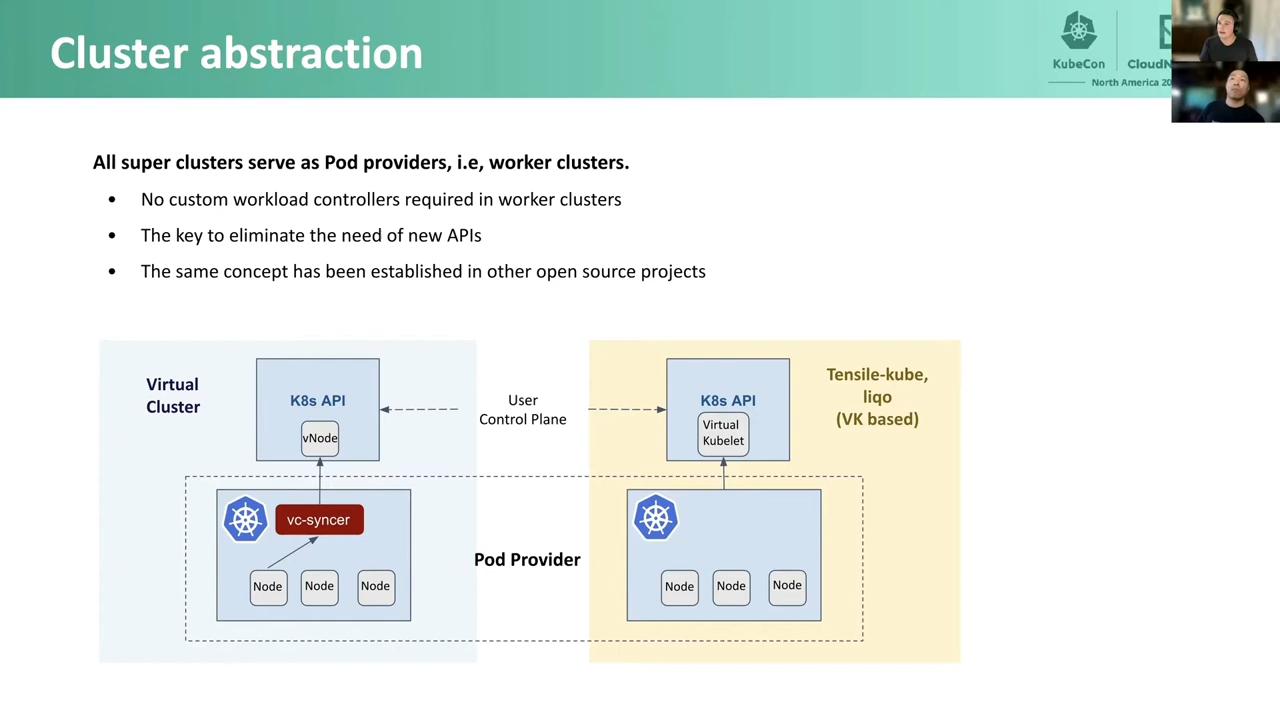 Cluster abstraction
KubeCon
North America
All super clusters serve as Pod providers, i.e, worker clusters.
• No custom workload controllers required in worker clusters
• The key to eliminate the need of new APIs
• The same concept has been established in other open source projects
Virtual
Cluster
K8s API
vNode
User
Control Plane
K8s API
Virtual
Kubelet
Tensile-kube,
liqo
(VK based)
vc-syncer
Node
Node
Node
Pod Provider
Node
Node
Node